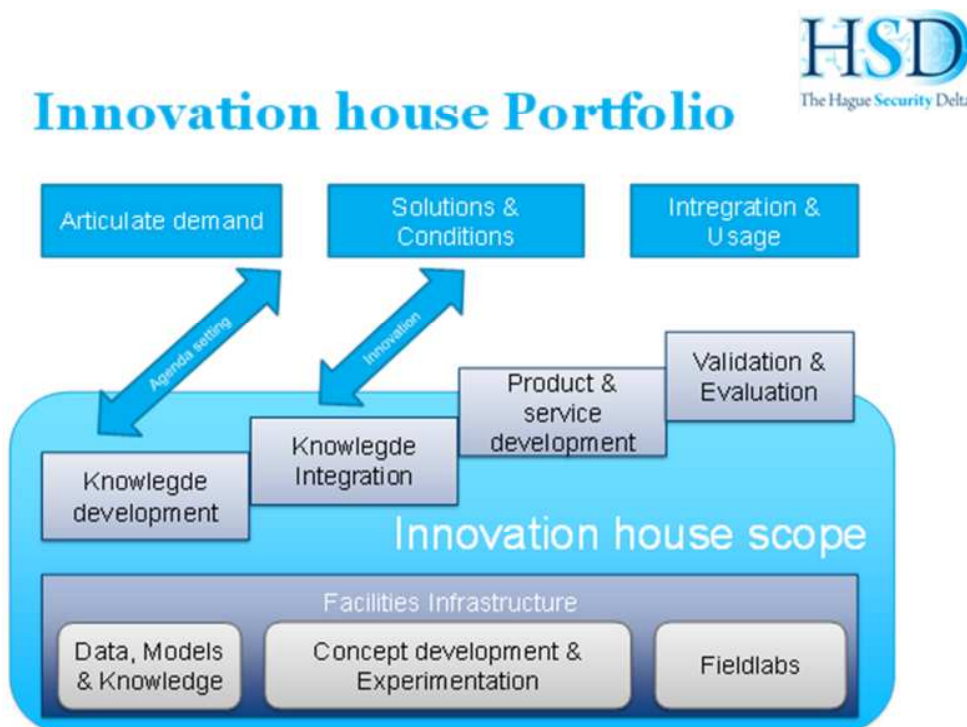 HSD
The Hague Security Delta
Innovation house Portfolio
Articulate demand
Solutions &
Conditions
Intregration &
Usage
Agenda setting
Innovation
Validation &
Evaluation
Product &
service
development
Knowlegde
Integration
Knowlegde
development
Innovation house scope
Facilities Infrastructure
Data, Models
& Knowledge
Concept development &
Experimentation
Fieldlabs